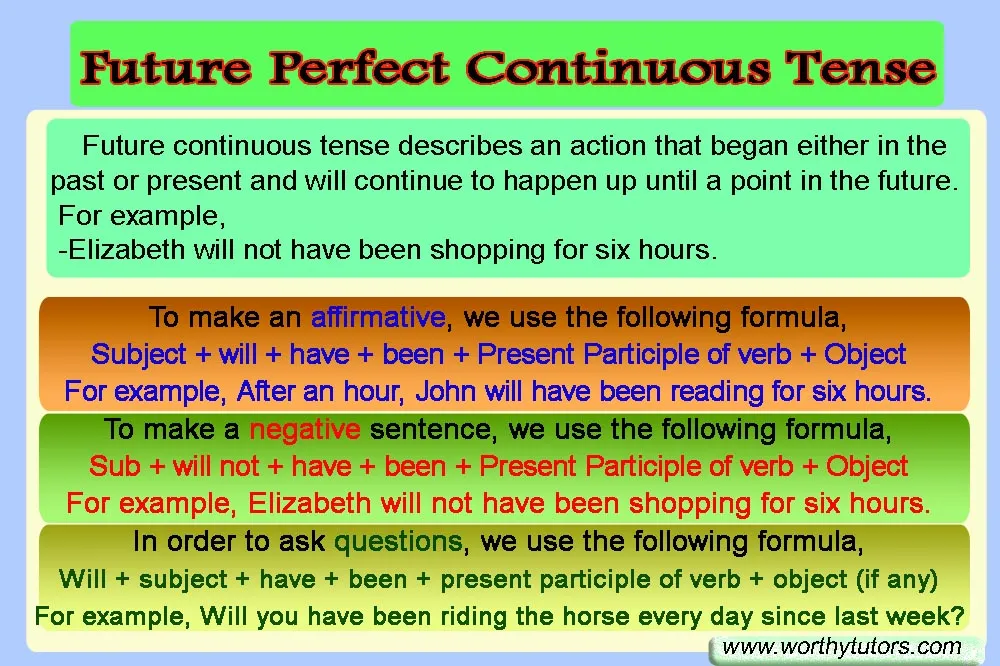 Future Perfect Continuous Tense
Future continuous tense describes an action that began either in the
past or present and will continue to happen up until a point in the future.
For example,
-Elizabeth will not have been shopping for six hours.
To make an affirmative, we use the following formula,
Subject + will + have + been + Present Participle of verb + Object
For example, After an hour, John will have been reading for six hours.
To make a negative sentence, we use the following formula,
Sub + will not + have + been + Present Participle of verb + Object
For example, Elizabeth will not have been shopping for six hours.
In order to ask questions, we use the following formula,
Will + subject + have + been + present participle of verb + object (if any)
For example, Will you have been riding the horse every day since last week?
www.worthytutors.com